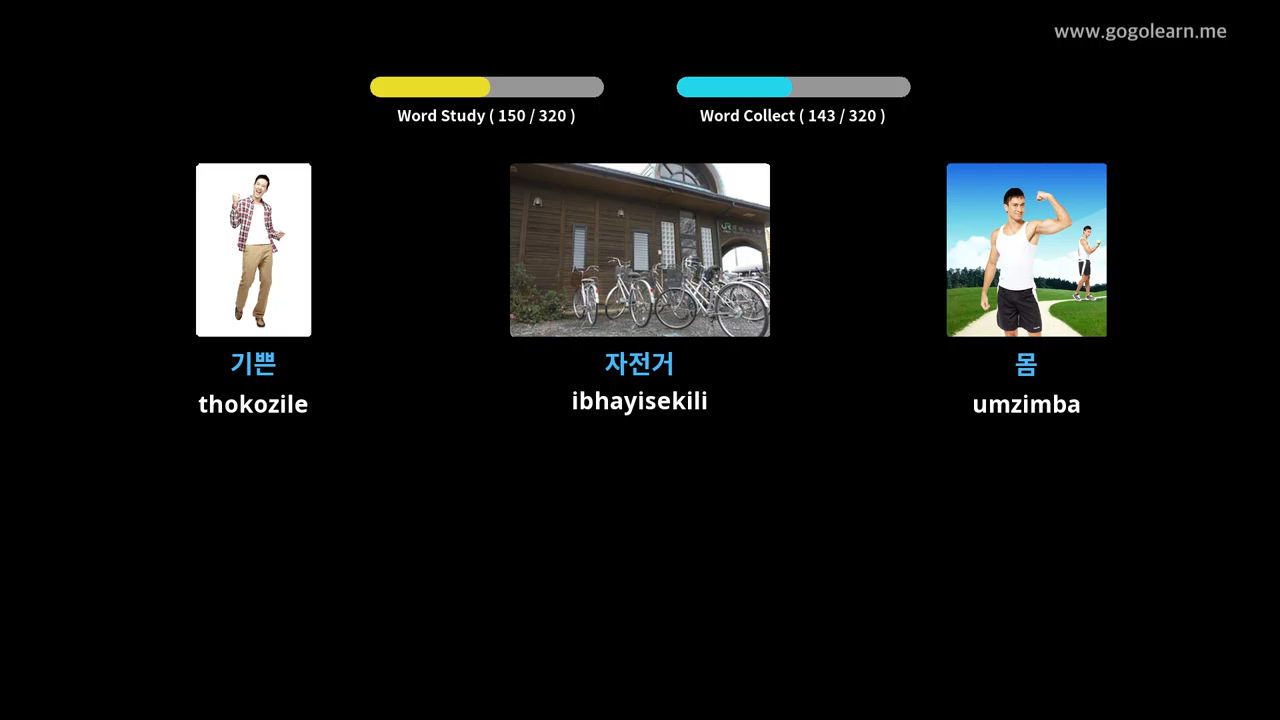 www.gogolearn.me
Word Study ( 150 / 320 )
Word Collect ( 143 / 320 )
기쁜
thokozile
자전거
ibhayisekili
몸
umzimba